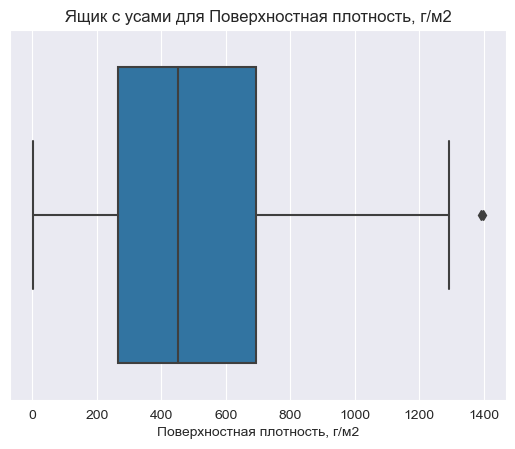 Ящик с усами для Поверхностная плотность, г/м2
0 200 400 600 800 1000 1200 1400
Поверхностная плотность, г/м2